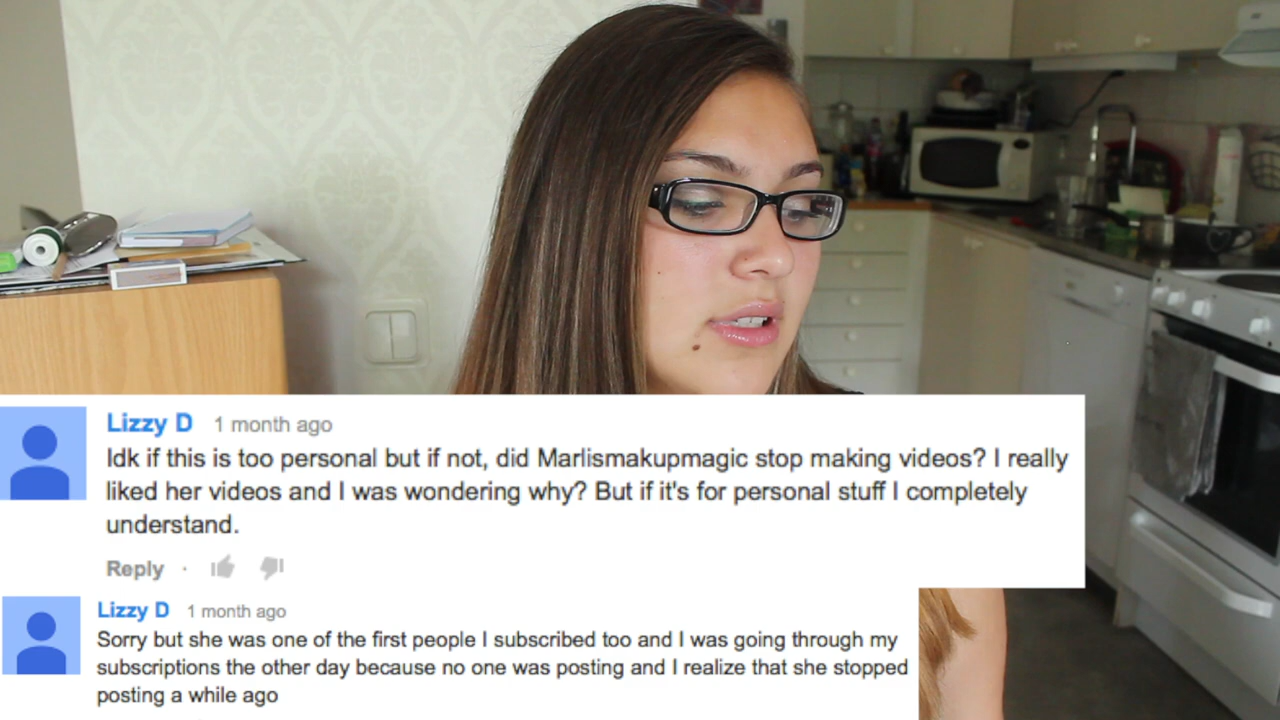 Lizzy D 1 month ago
Idk if this is too personal but if not, did Marlismakupmagic stop making videos? I really
liked her videos and I was wondering why? But if it's for personal stuff I completely
understand.
Reply
Lizzy D 1 month ago
Sorry but she was one of the first people I subscribed too and I was going through my
subscriptions the other day because no one was posting and I realize that she stopped
posting a while ago